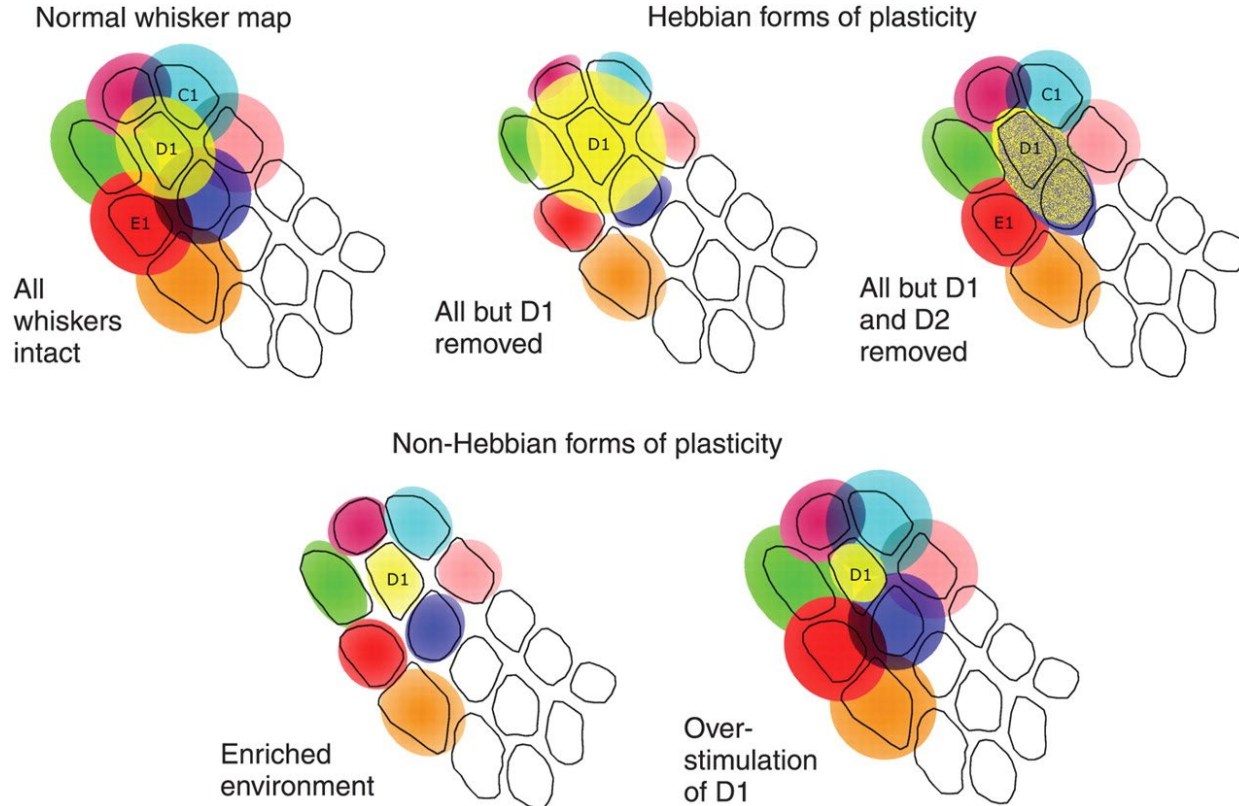 Normal whisker map
Hebbian forms of plasticity
C1
D1
E1
All
whiskers
intact
D1
All but D1
removed
C1
D1
E1
All but D1
and D2
removed
Non-Hebbian forms of plasticity
D1
Enriched
environment
D1
Over-
stimulation
of D1